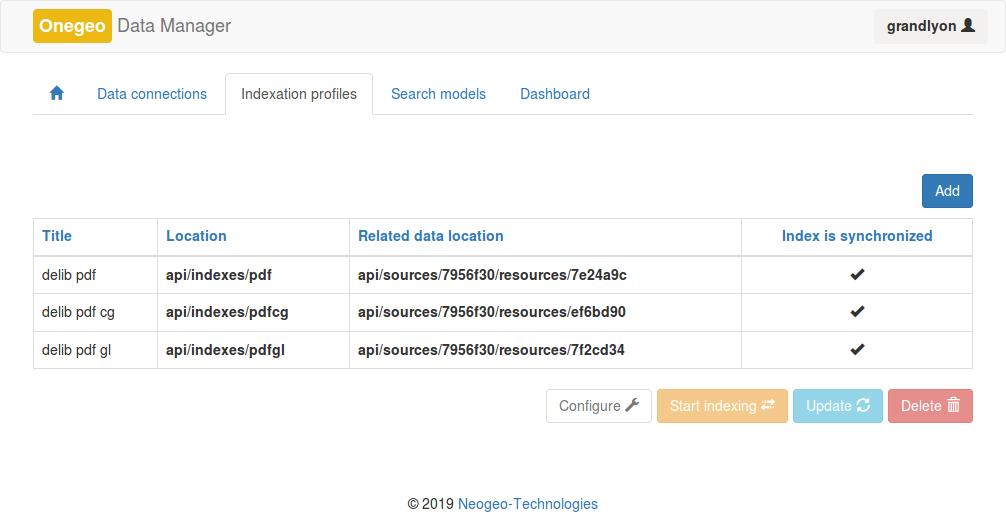 Onegeo Data Manager grandlyon
Data connections Indexation profiles Search models Dashboard
Add
Title Location Related data location Index is synchronized
delib pdf api/indexes/pdf api/sources/7956f30/resources/7e24a9c
delib pdf cg api/indexes/pdfcg api/sources/7956f30/resources/ef6bd90
delib pdf gl api/indexes/pdfgl api/sources/7956f30/resources/7f2cd34
Configure Start indexing Update Delete
© 2019 Neogeo-Technologies